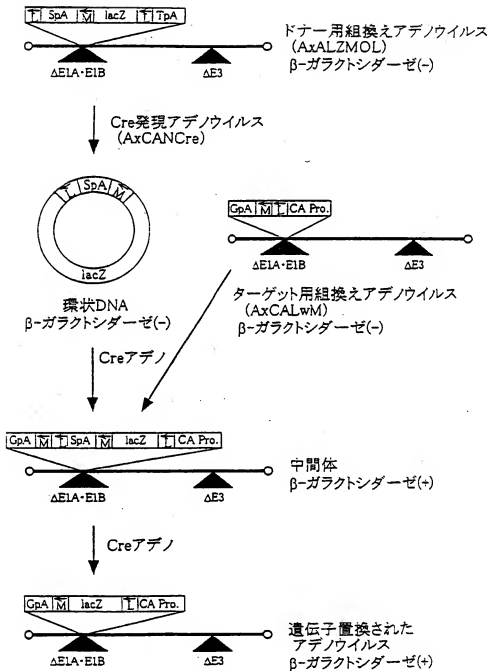 L SpA M lacZ L TpA
ΔE1A・E1B
ΔE3
ドナー用組換えアデノウイルス
(AxALZMOL)
β-ガラクトシダーゼ(-)
Cre発現アデノウイルス
(AxCANCre)
L SpA M
lacZ
環状DNA
β-ガラクトシダーゼ(-)
GpA M L CA Pro.
ΔE1A・E1B
ΔE3
ターゲット用組換えアデノウイルス
(AxCALwM)
β-ガラクトシダーゼ(-)
Creアデノ
GpA M L SpA M lacZ L CA Pro.
ΔE1A・E1B
ΔE3
中間体
β-ガラクトシダーゼ(+)
Creアデノ
GpA M lacZ L CA Pro.
ΔE1A・E1B
ΔE3
遺伝子置換された
アデノウイルス
β-ガラクトシダーゼ(+)